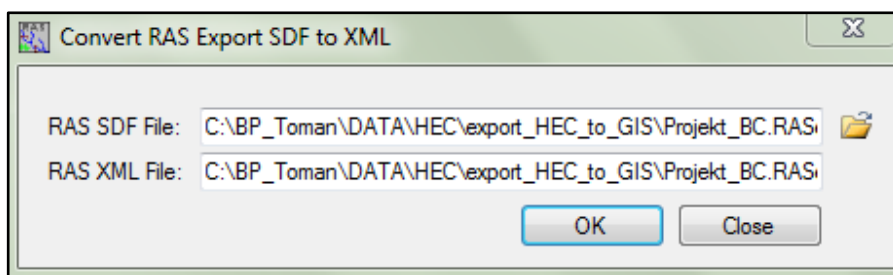 Convert RAS Export SDF to XML
RAS SDF File: C:\BP_Toman\DATA\HEC\export_HEC_to_GIS\Projekt_BC.RAS
RAS XML File: C:\BP_Toman\DATA\HEC\export_HEC_to_GIS\Projekt_BC.RAS
OK Close